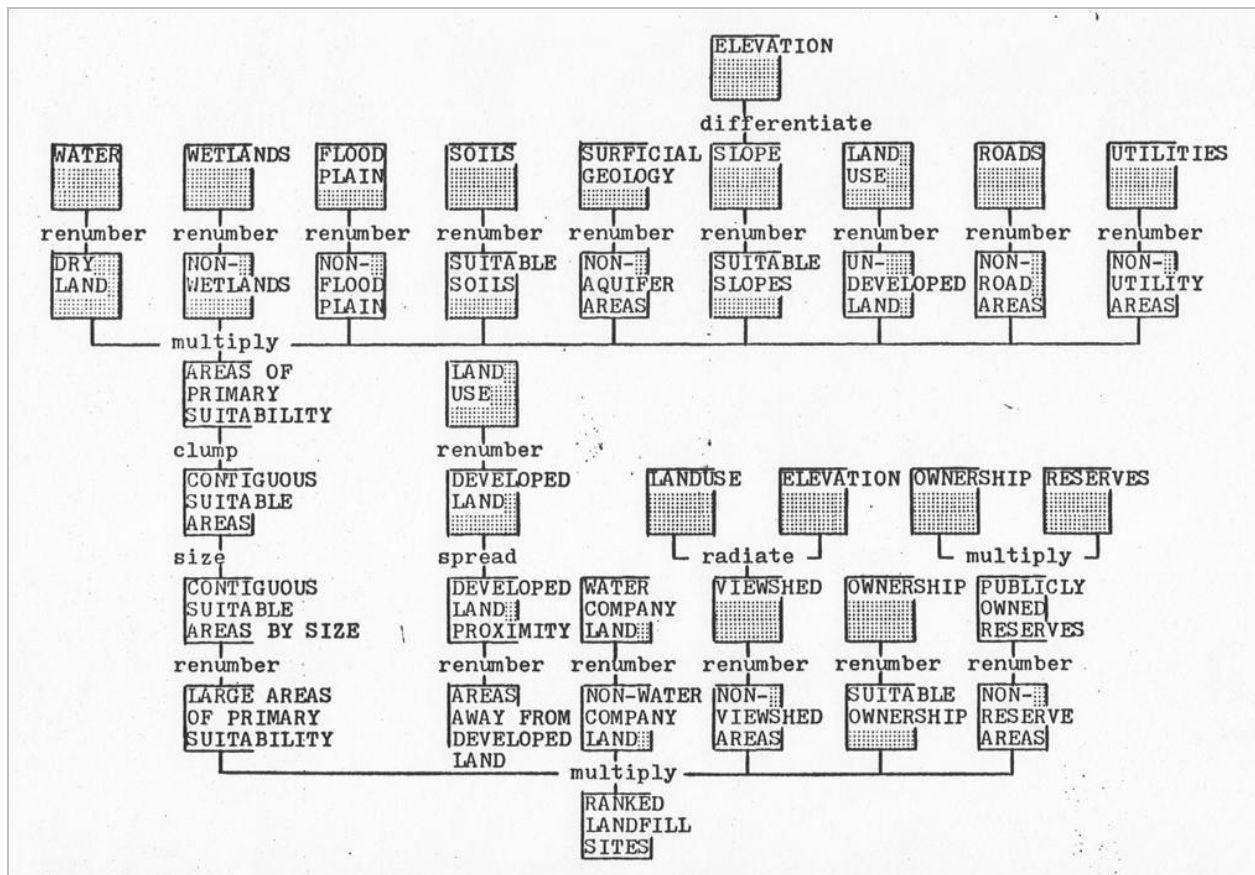 ELEVATION
differentiate
WATER WETLANDS FLOOD PLAIN SOILS SURFICIAL GEOLOGY SLOPE LAND USE ROADS UTILITIES
renumber renumber renumber renumber renumber renumber renumber renumber renumber
DRY LAND NON-WETLANDS NON-FLOOD PLAIN SUITABLE SOILS NON-AQUIFER AREAS SUITABLE SLOPES UN-DEVELOPED LAND NON-ROAD AREAS NON-UTILITY AREAS
multiply
AREAS OF PRIMARY SUITABILITY LAND USE
clump renumber
CONTIGUOUS SUITABLE AREAS DEVELOPED LAND LANDUSE ELEVATION OWNERSHIP RESERVES
size spread radiate multiply
CONTIGUOUS SUITABLE AREAS BY SIZE DEVELOPED LAND PROXIMITY WATER COMPANY LAND VIEWSHED OWNERSHIP PUBLICLY OWNED RESERVES
renumber renumber renumber renumber renumber renumber
LARGE AREAS OF PRIMARY SUITABILITY AREAS AWAY FROM DEVELOPED LAND NON-WATER COMPANY LAND NON-VIEWSHED AREAS SUITABLE OWNERSHIP NON-RESERVE AREAS
multiply
RANKED LANDFILL SITES